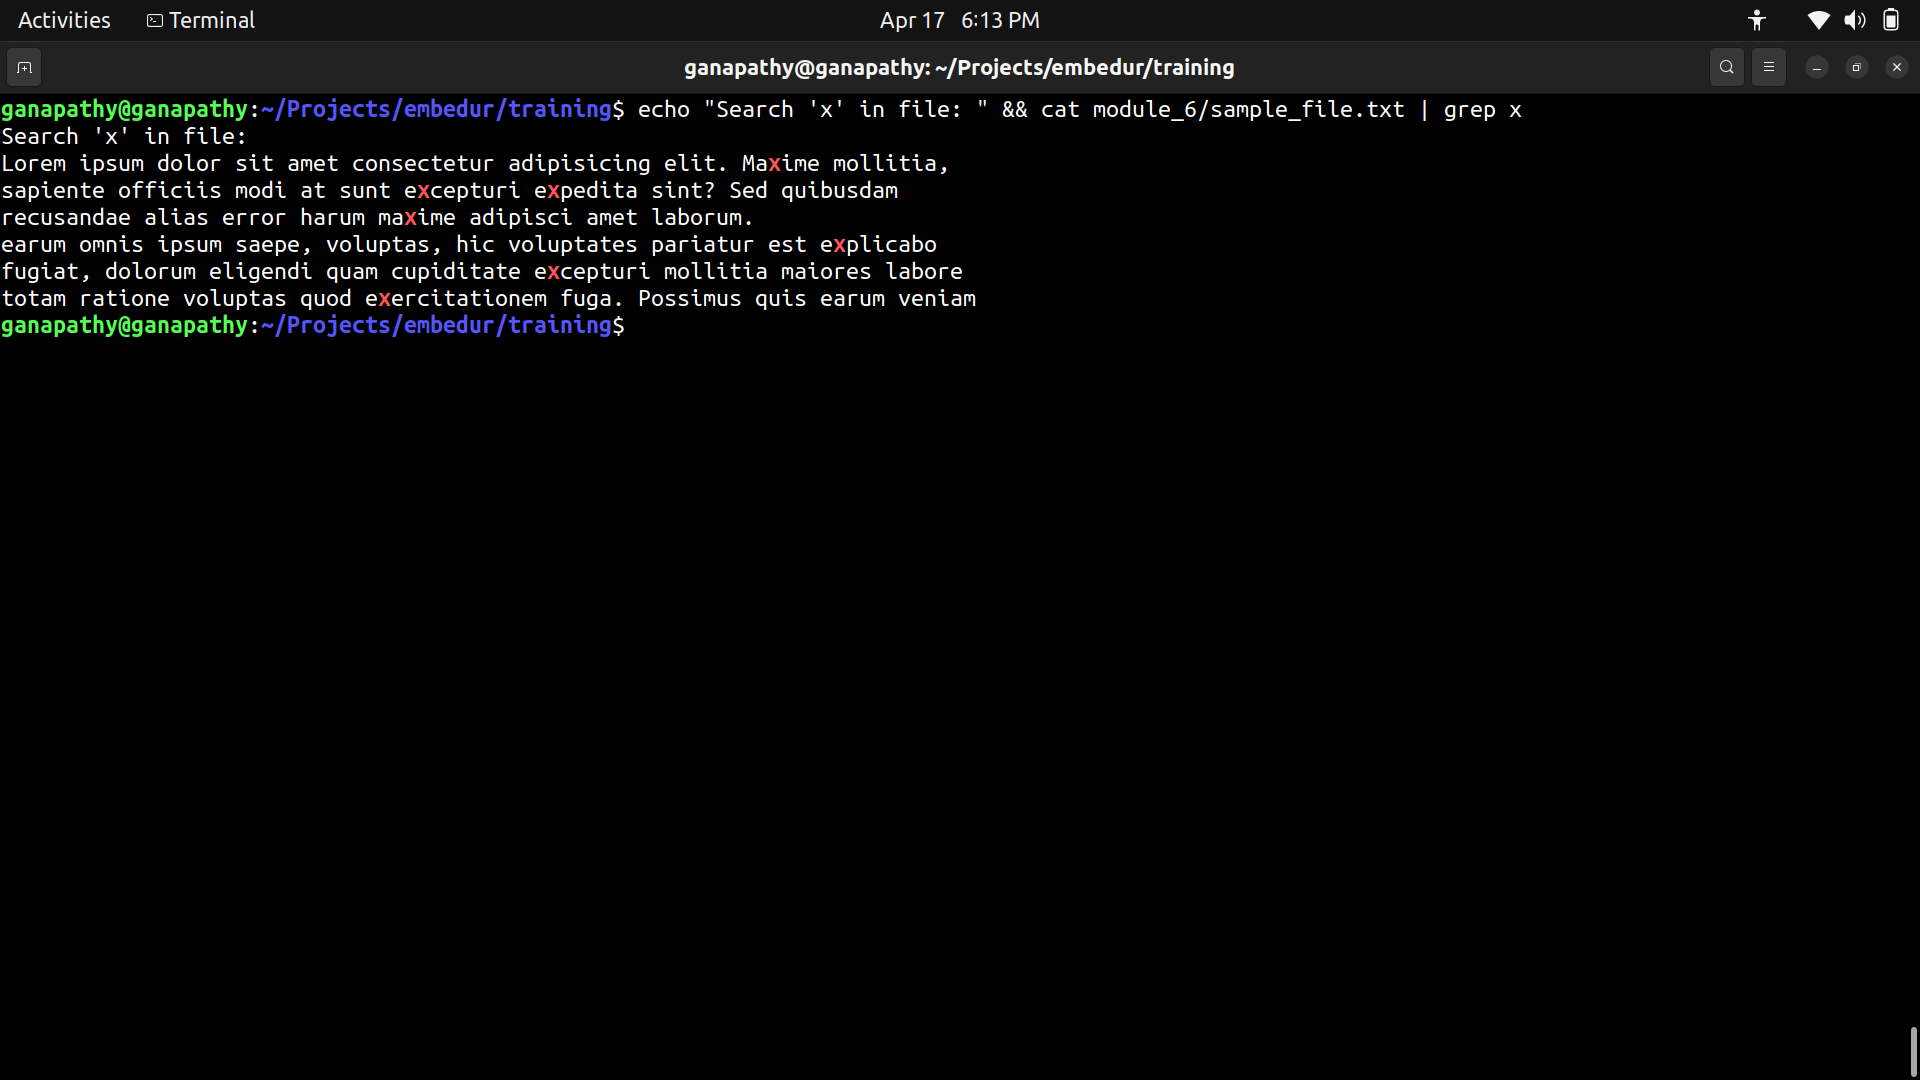 Activities Terminal Apr 17 6:13 PM
ganapathy@ganapathy: ~/Projects/embedur/training
ganapathy@ganapathy:~/Projects/embedur/training$ echo "Search 'x' in file: " && cat module_6/sample_file.txt | grep x
Search 'x' in file:
Lorem ipsum dolor sit amet consectetur adipisicing elit. Maxime mollitia,
sapiente officiis modi at sunt excepturi expedita sint? Sed quibusdam
recusandae alias error harum maxime adipisci amet laborum.
earum omnis ipsum saepe, voluptas, hic voluptates pariatur est explicabo
fugiat, dolorum eligendi quam cupiditate excepturi mollitia maiores labore
totam ratione voluptas quod exercitationem fuga. Possimus quis earum veniam
ganapathy@ganapathy:~/Projects/embedur/training$